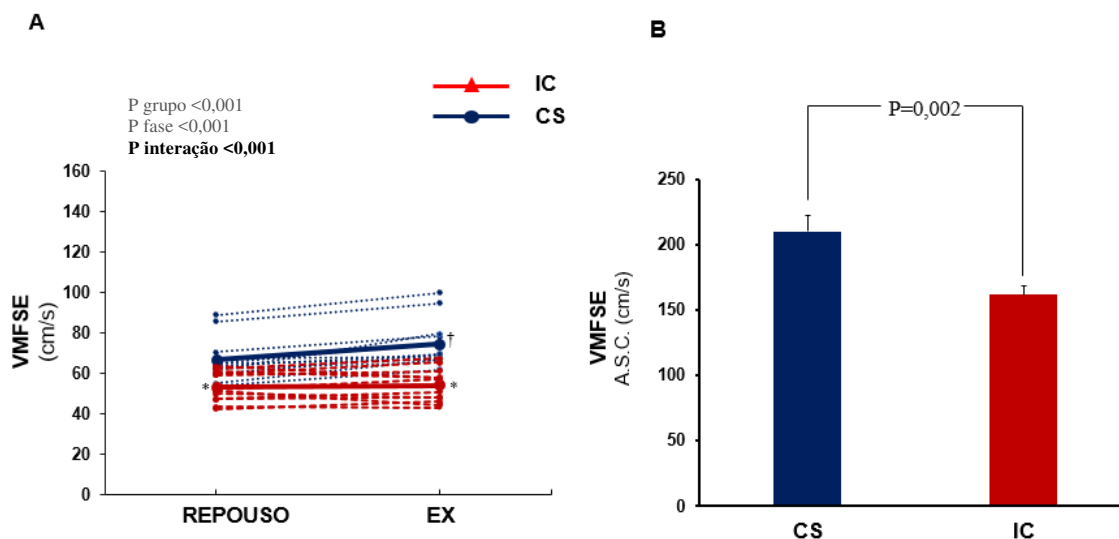 A
IC
CS
P grupo <0,001
P fase <0,001
P interação <0,001
VMFSE
(cm/s)
160
140
120
100
80
60
40
20
0
†
*
*
REPOUSO
EX
B
P=0,002
VMFSE
A.S.C. (cm/s)
250
200
150
100
50
0
CS
IC